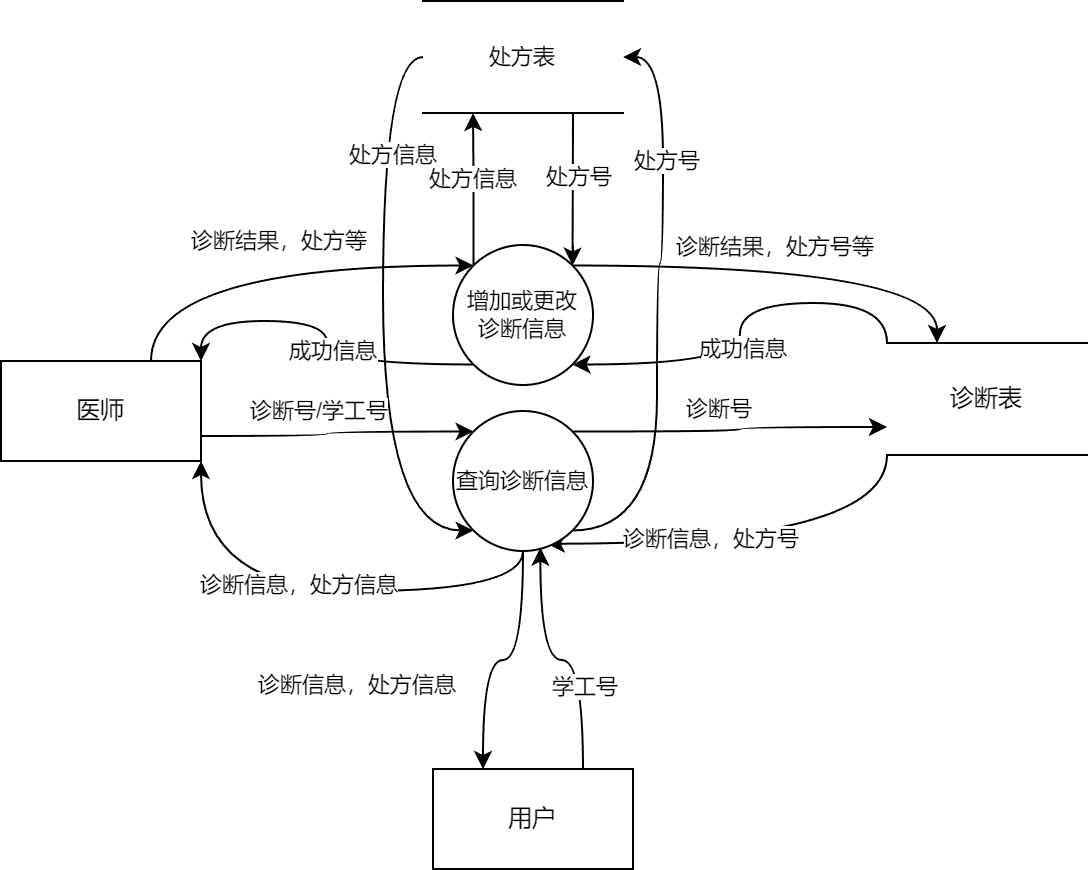 处方表
处方信息
处方信息
处方号
处方号
诊断结果，处方等
诊断结果，处方号等
增加或更改
诊断信息
成功信息
成功信息
医师
诊断表
诊断号/学工号
诊断号
查询诊断信息
诊断信息，处方号
诊断信息，处方信息
诊断信息，处方信息
学工号
用户